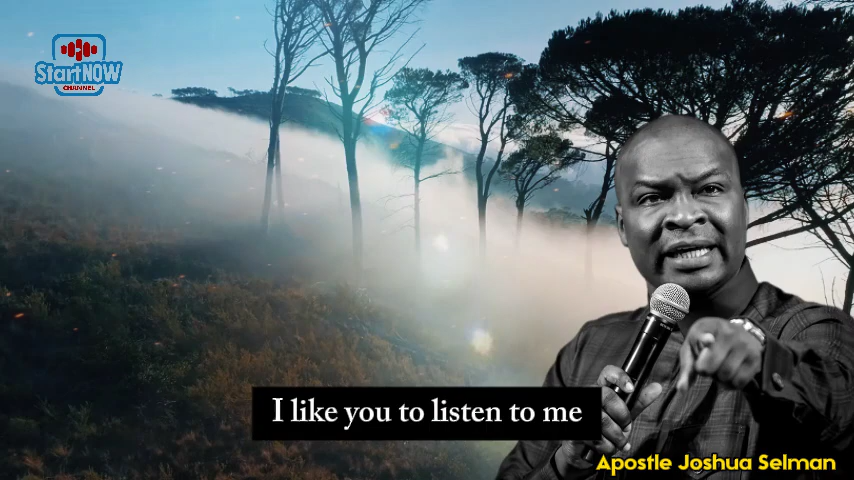 StartNOW
CHANNEL
I like you to listen to me
Apostle Joshua Selman